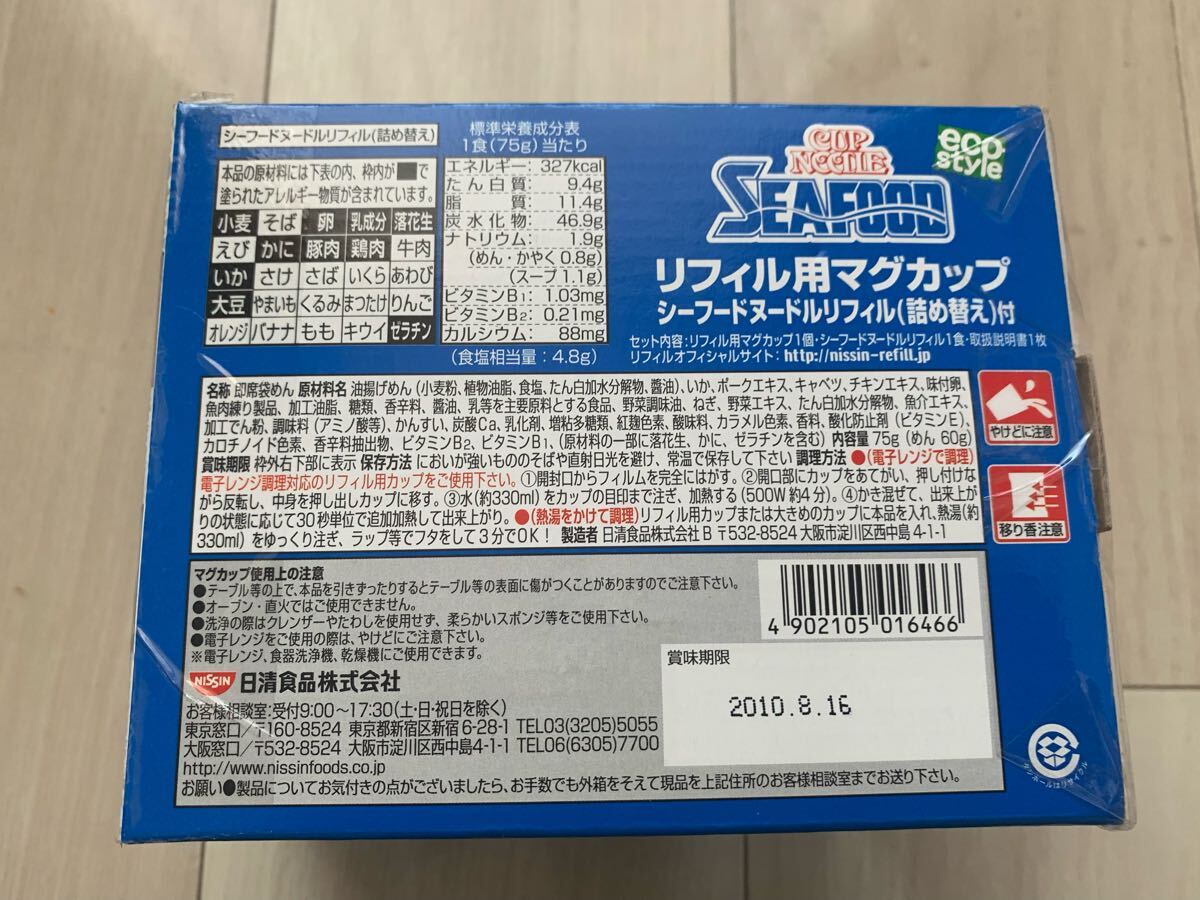 シーフードヌードルリフィル(詰め替え)
本品の原材料には下表の内、枠内が■で
塗られたアレルギー物質が含まれています。
小麦 そば 卵 乳成分 落花生
えび かに 豚肉 鶏肉 牛肉
いか さけ さば いくら あわび
大豆 やまいも くるみ まつたけ りんご
オレンジ バナナ もも キウイ ゼラチン
標準栄養成分表
1食(75g)当たり
エネルギー: 327kcal
たん白質: 9.4g
脂質: 11.4g
炭水化物: 46.9g
ナトリウム: 1.9g
(めん・かやく 0.8g)
(スープ 1.1g)
ビタミンB1: 1.03mg
ビタミンB2: 0.21mg
カルシウム: 88mg
(食塩相当量:4.8g)
CUP
NOODLE
SEAFOOD
eco
style
リフィル用マグカップ
シーフードヌードルリフィル(詰め替え)付
セット内容:リフィル用マグカップ1個・シーフードヌードルリフィル1食・取扱説明書1枚
リフィルオフィシャルサイト:http://nissin-refill.jp
名称 即席袋めん 原材料名 油揚げめん(小麦粉、植物油脂、食塩、たん白加水分解物、醬油)、いか、ポークエキス、キャベツ、チキンエキス、味付卵、
魚肉練り製品、加工油脂、糖類、香辛料、醬油、乳等を主要原料とする食品、野菜調味油、ねぎ、野菜エキス、たん白加水分解物、魚介エキス、
加工でん粉、調味料(アミノ酸等)、かんすい、炭酸Ca、乳化剤、増粘多糖類、紅麹色素、酸味料、カラメル色素、香料、酸化防止剤(ビタミンE)、
カロチノイド色素、香辛料抽出物、ビタミンB2、ビタミンB1、(原材料の一部に落花生、かに、ゼラチンを含む) 内容量 75g(めん 60g)
賞味期限 枠外右下部に表示 保存方法 においが強いもののそばや直射日光を避け、常温で保存して下さい 調理方法 ●(電子レンジで調理)
電子レンジ調理対応のリフィル用カップをご使用下さい。①開封口からフィルムを完全にはがす。②開口部にカップをあてがい、押し付けな
がら反転し、中身を押し出しカップに移す。③水(約330ml)をカップの目印まで注ぎ、加熱する(500W 約4分)。④かき混ぜて、出来上が
りの状態に応じて30秒単位で追加加熱して出来上がり。●(熱湯をかけて調理)リフィル用カップまたは大きめのカップに本品を入れ、熱湯(約
330ml)をゆっくり注ぎ、ラップ等でフタをして3分でOK! 製造者 日清食品株式会社 B 〒532-8524 大阪市淀川区西中島 4-1-1
やけどに注意
移り香注意
マグカップ使用上の注意
●テーブル等の上で、本品を引きずったりするとテーブル等の表面に傷がつくことがありますのでご注意下さい。
●オーブン・直火ではご使用できません。
●洗浄の際はクレンザーやたわしを使用せず、柔らかいスポンジ等をご使用下さい。
●電子レンジをご使用の際は、やけどにご注意下さい。
※電子レンジ、食器洗浄機、乾燥機にご使用できます。
4 902105 016466
賞味期限
2010.8.16
NISSIN 日清食品株式会社
お客様相談室:受付9:00〜17:30(土・日・祝日を除く)
東京窓口/〒160-8524 東京都新宿区新宿 6-28-1 TEL03(3205)5055
大阪窓口/〒532-8524 大阪市淀川区西中島4-1-1 TEL06(6305)7700
http://www.nissinfoods.co.jp
お願い●製品についてお気付きの点がございましたら、お手数でも外箱をそえて現品を上記住所のお客様相談室までお送り下さい。
ダンボールはリサイクル